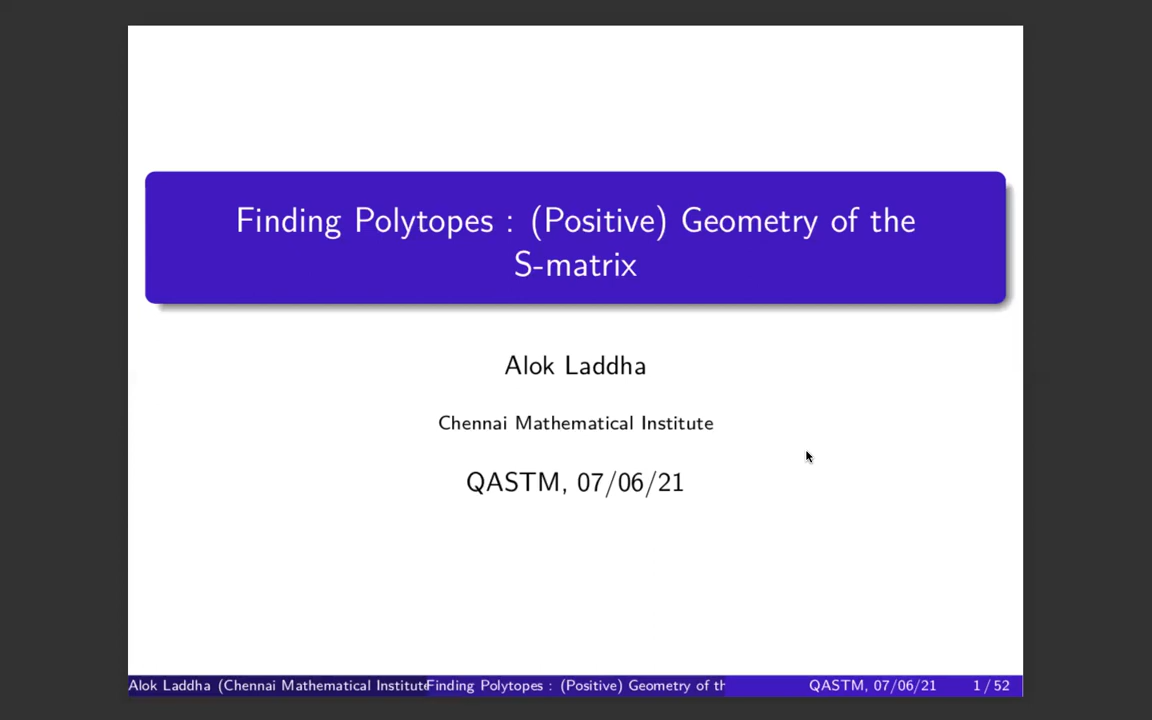 Finding Polytopes : (Positive) Geometry of the
S-matrix
Alok Laddha
Chennai Mathematical Institute
QASTM, 07/06/21
Alok Laddha (Chennai Mathematical Institute Finding Polytopes : (Positive) Geometry of th QASTM, 07/06/21 1 / 52